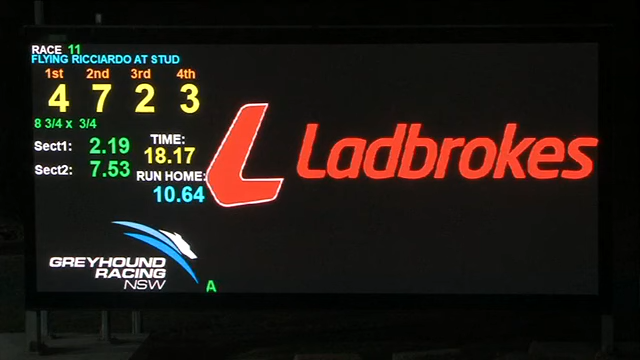 RACE 11
FLYING RICCIARDO AT STUD
1st 2nd 3rd 4th
4 7 2 3
8 3/4 x 3/4
Sect1: 2.19
TIME:
18.17
Sect2: 7.53
RUN HOME:
10.64
Ladbrokes
GREYHOUND
RACING
NSW
A